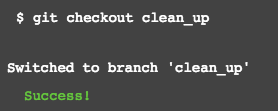 $ git checkout clean_up
Switched to branch 'clean_up'
Success!